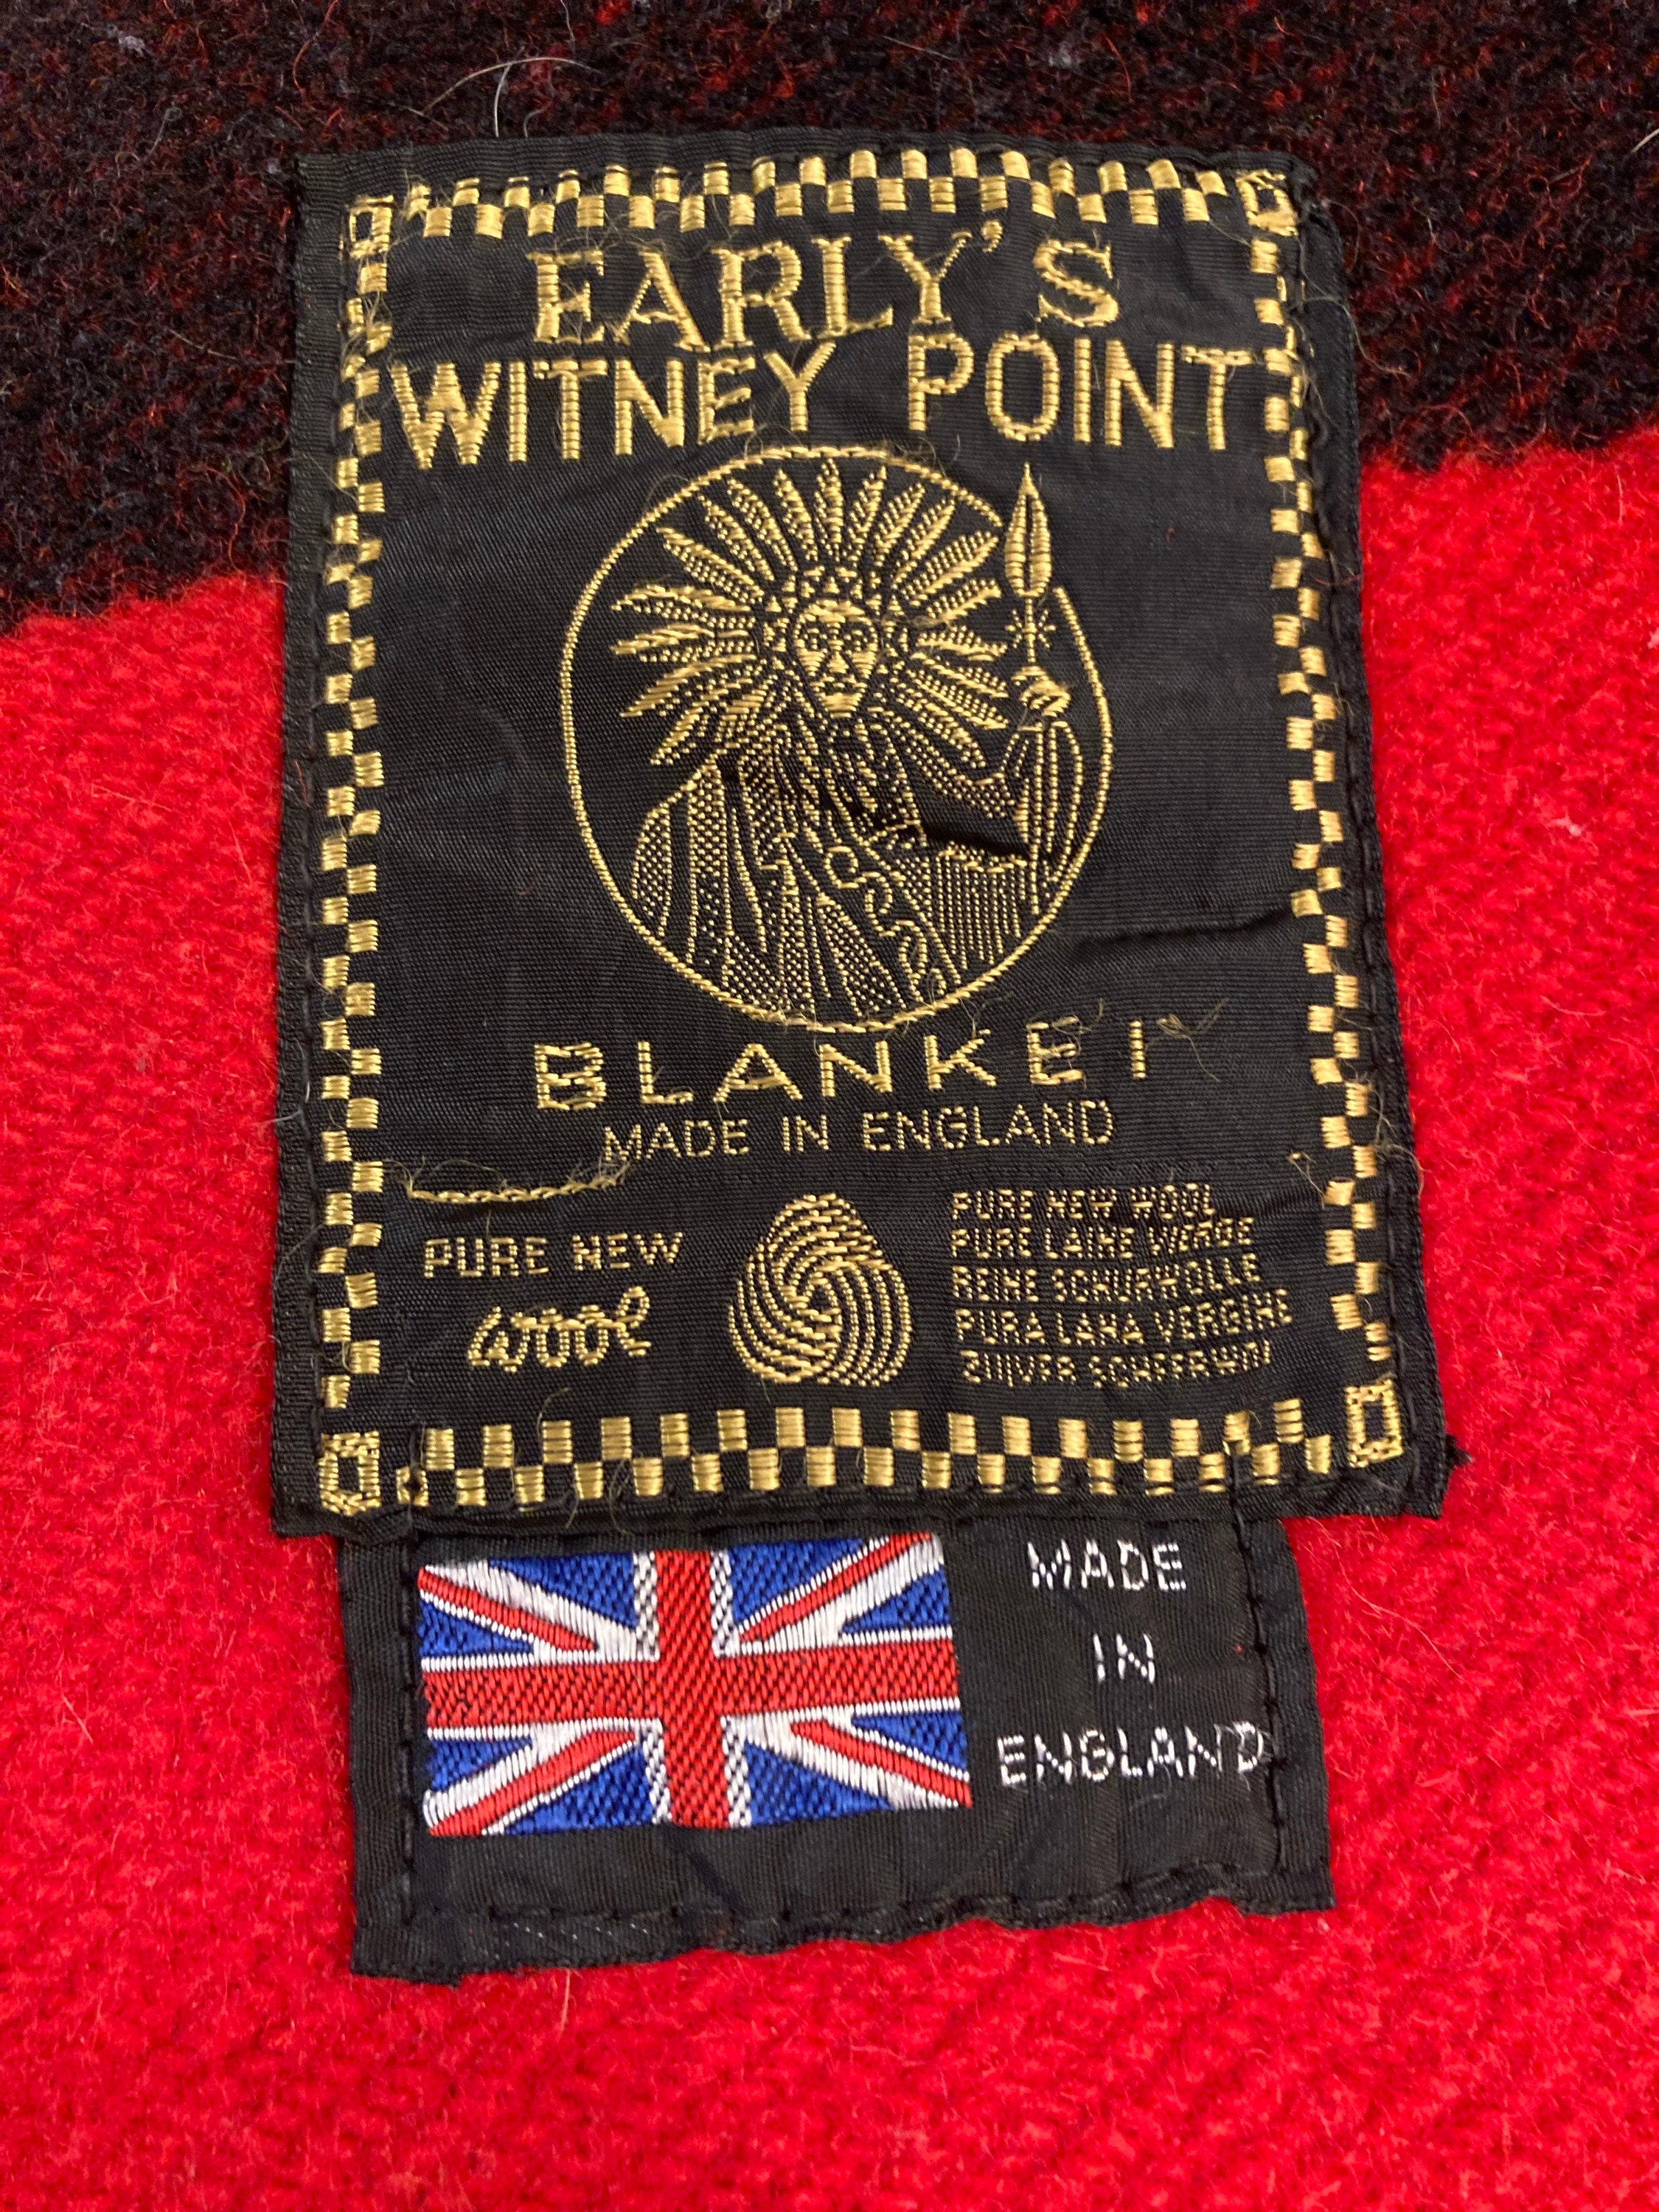 EARLY'S
WITNEY POINT
BLANKET
MADE IN ENGLAND
PURE NEW
wool
PURE NEW WOOL
PURE LAINE VIERGE
REINE SCHURWOLLE
PURA LANA VERGINE
ZUIVER SCHEERWOL
MADE
IN
ENGLAND